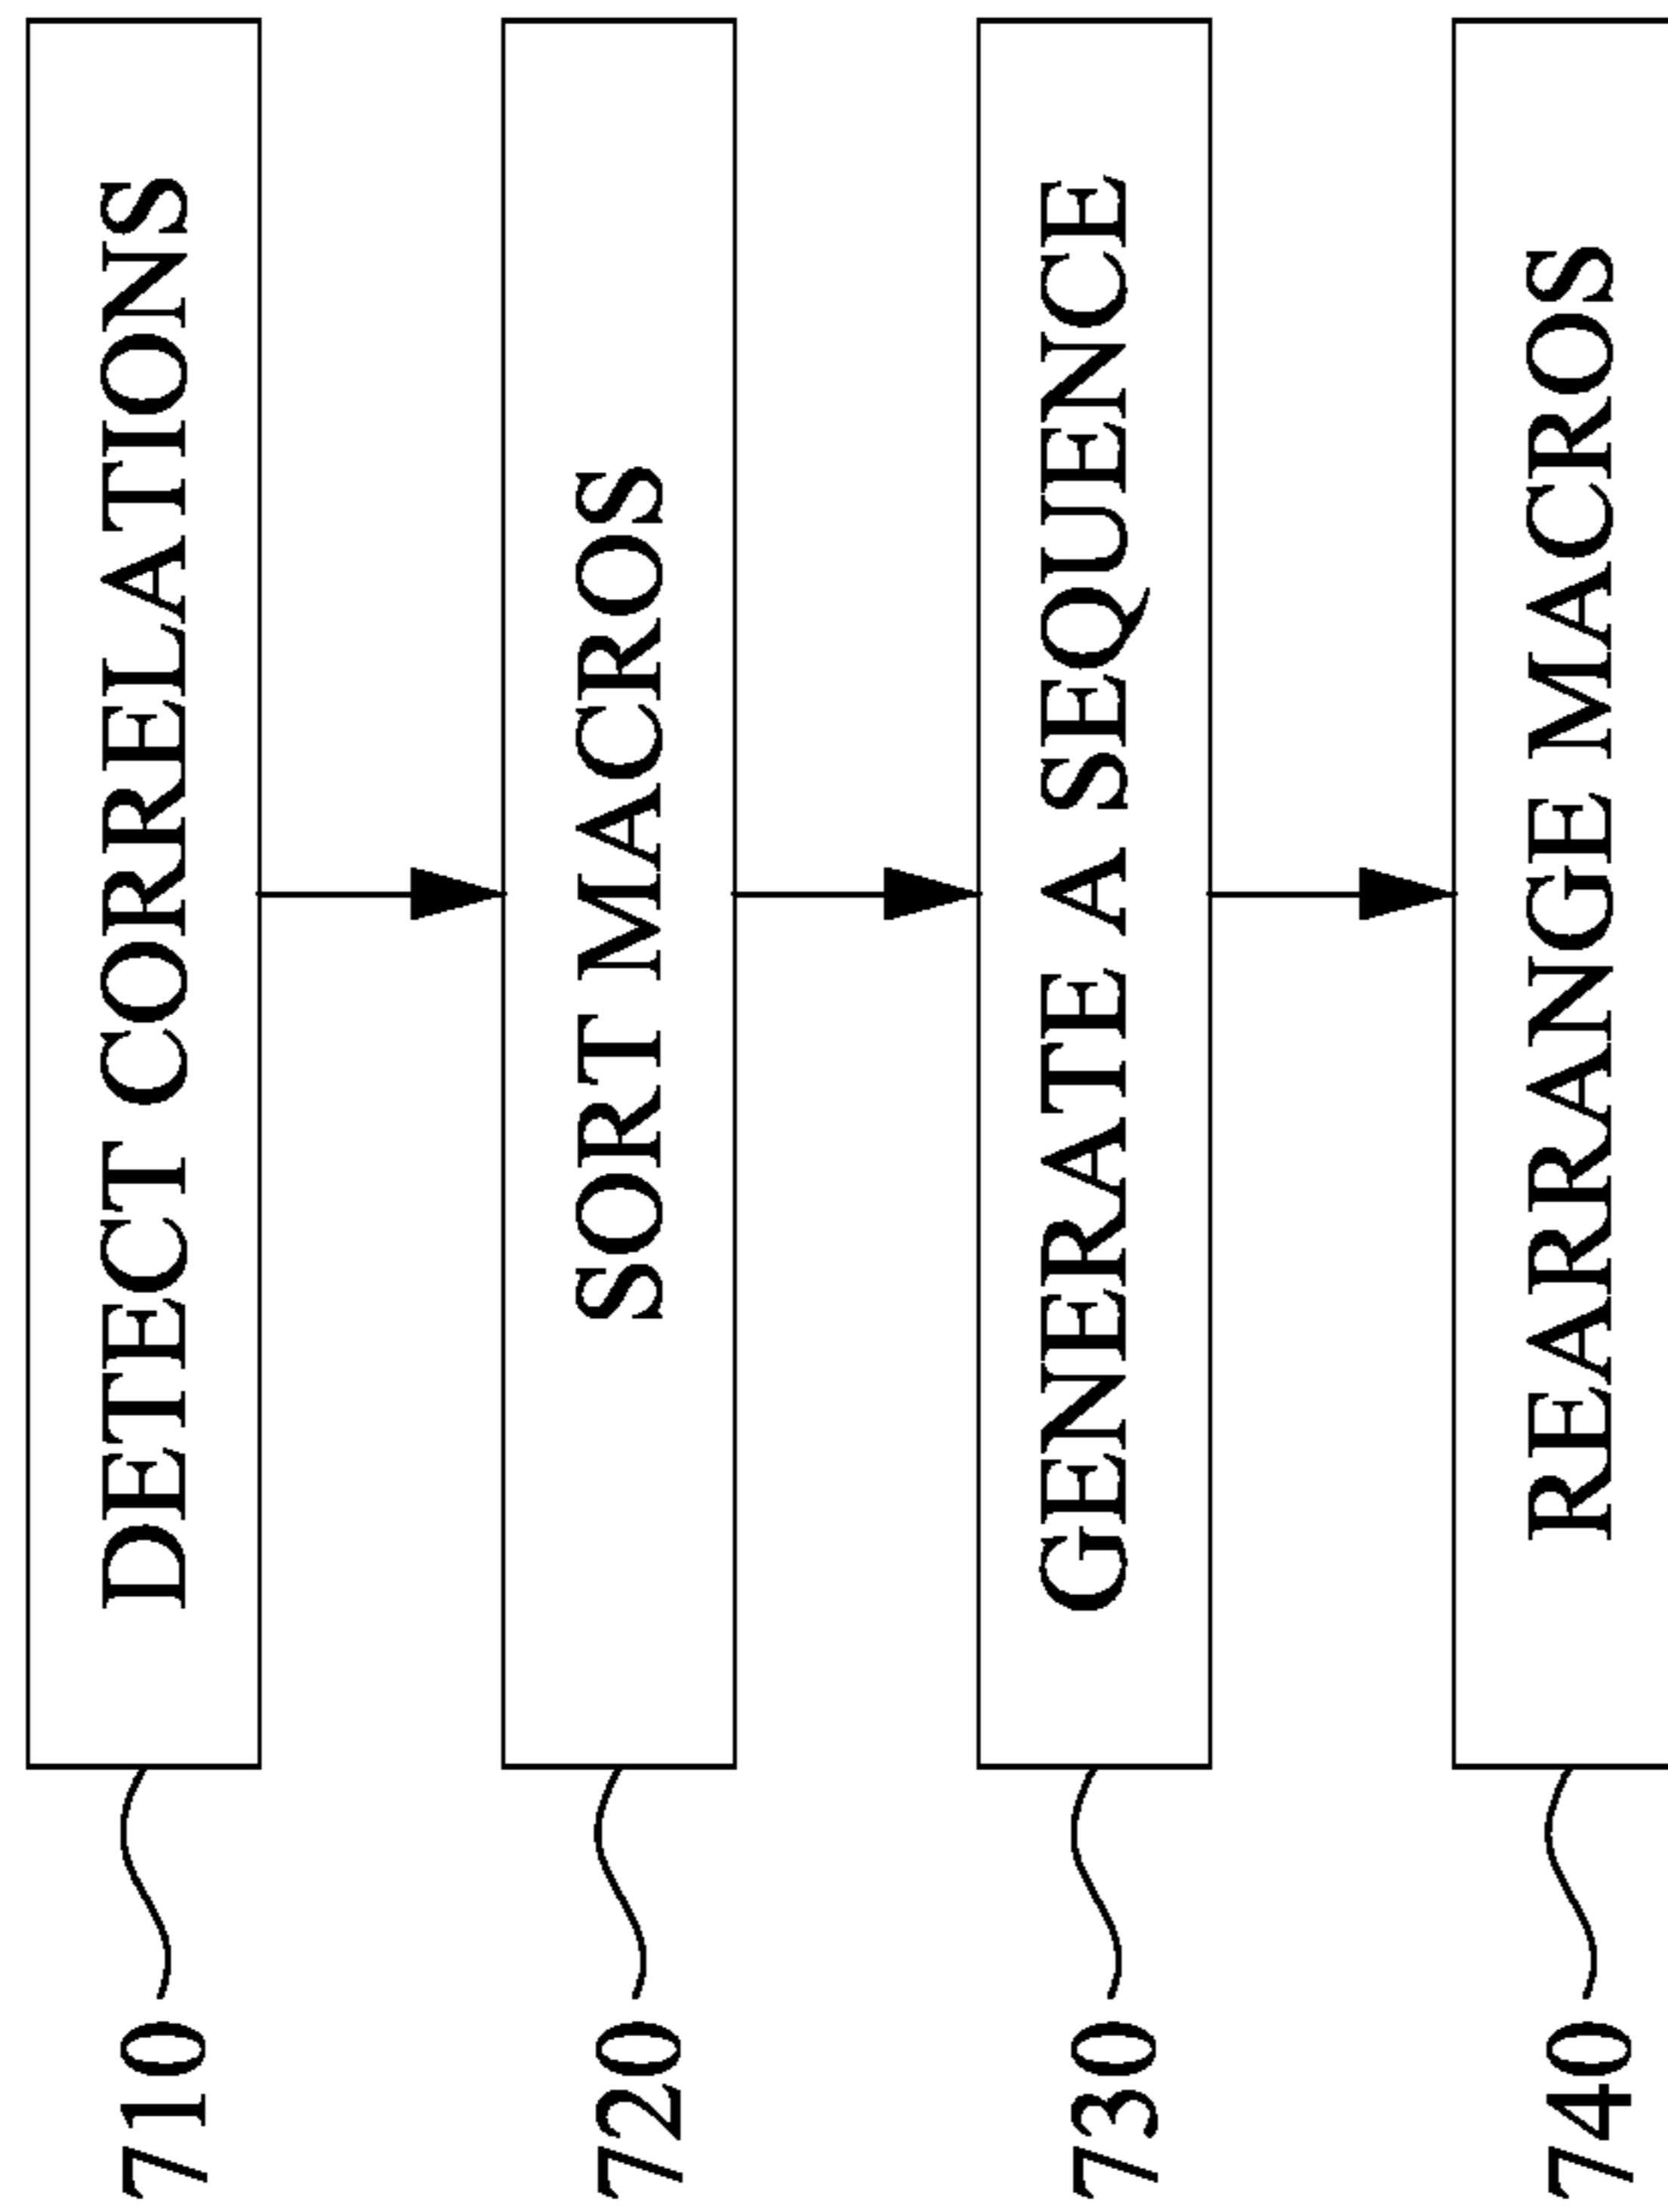 710
DETECT CORRELATIONS
720
SORT MACROS
730
GENERATE A SEQUENCE
740
REARRANGE MACROS